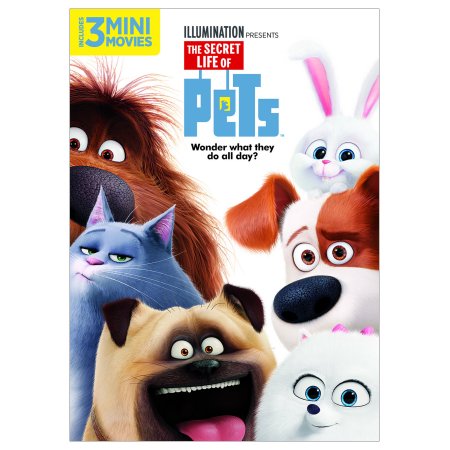 INCLUDES
3 MINI
MOVIES
ILLUMINATION PRESENTS
THE SECRET
LIFE OF
PETS
Wonder what they
do all day?